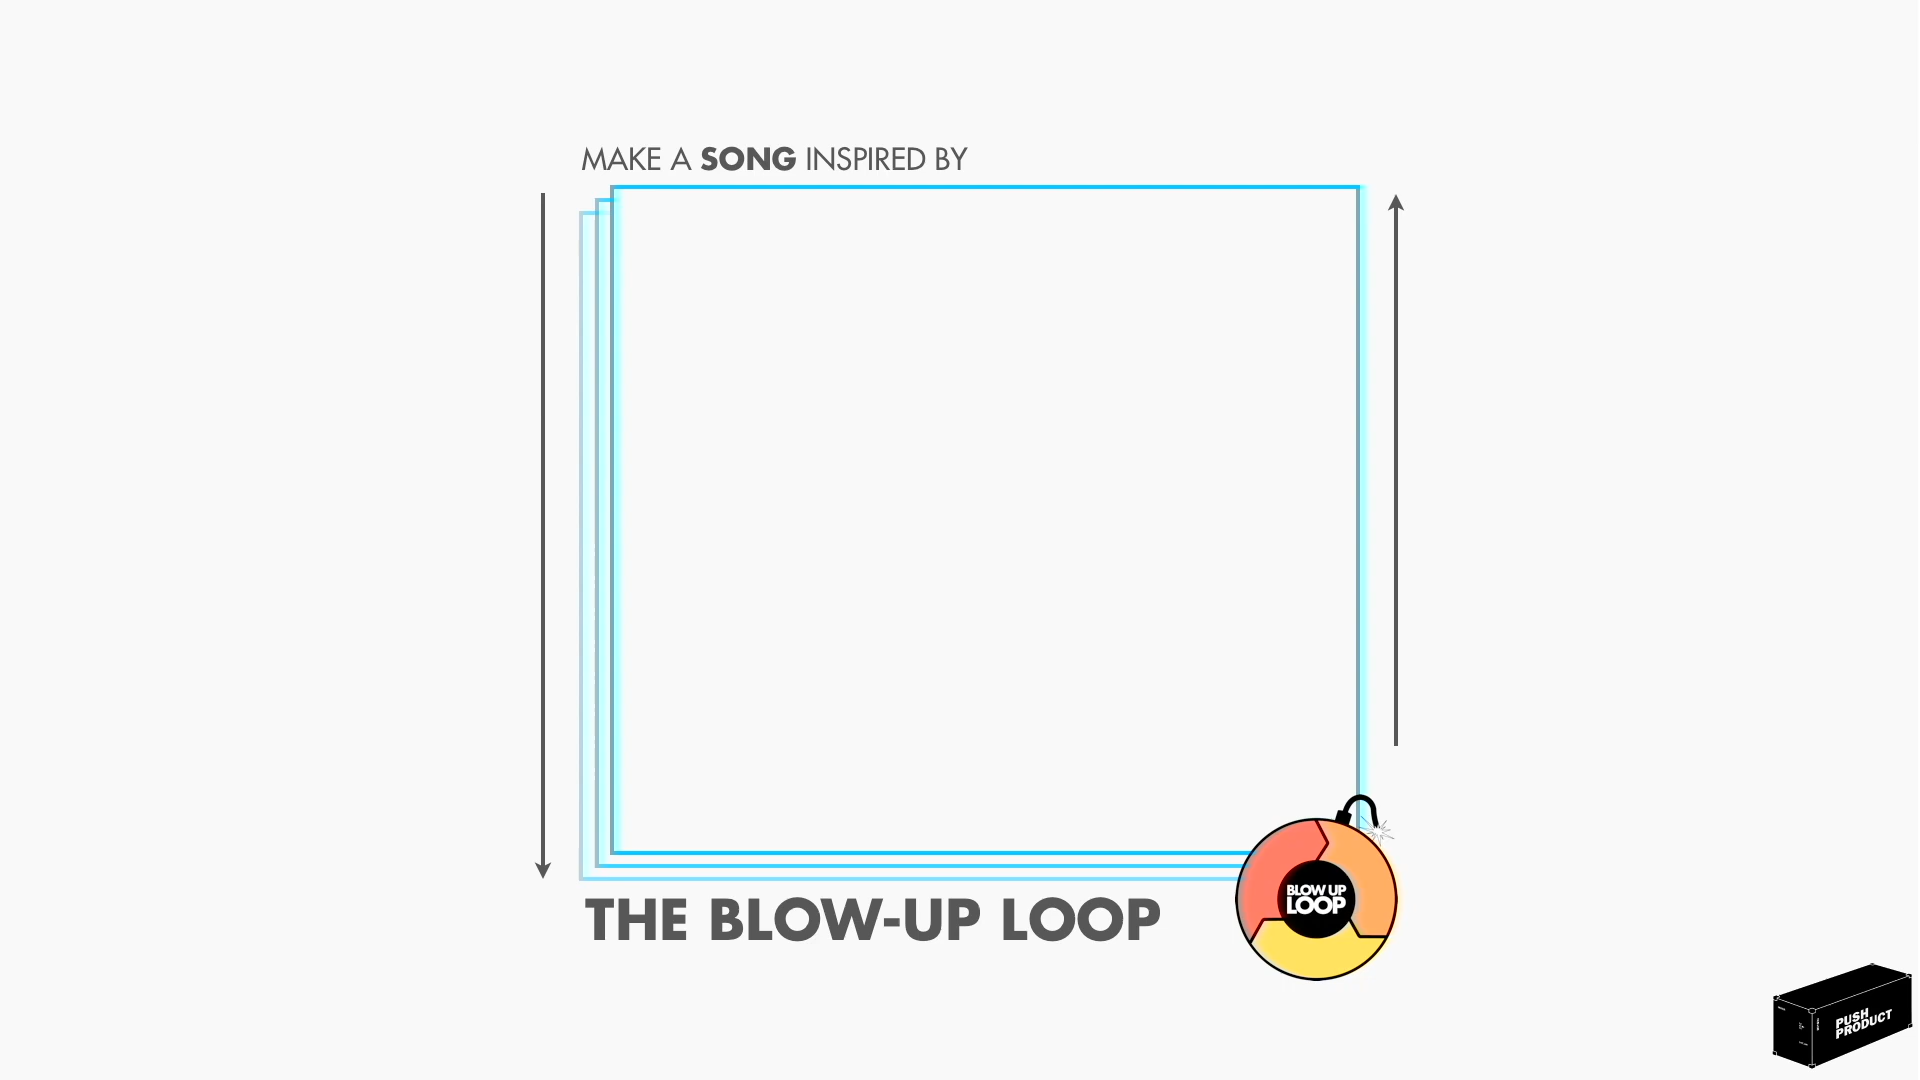 MAKE A SONG INSPIRED BY
THE BLOW-UP LOOP
BLOW UP
LOOP
PUSH
PRODUCT